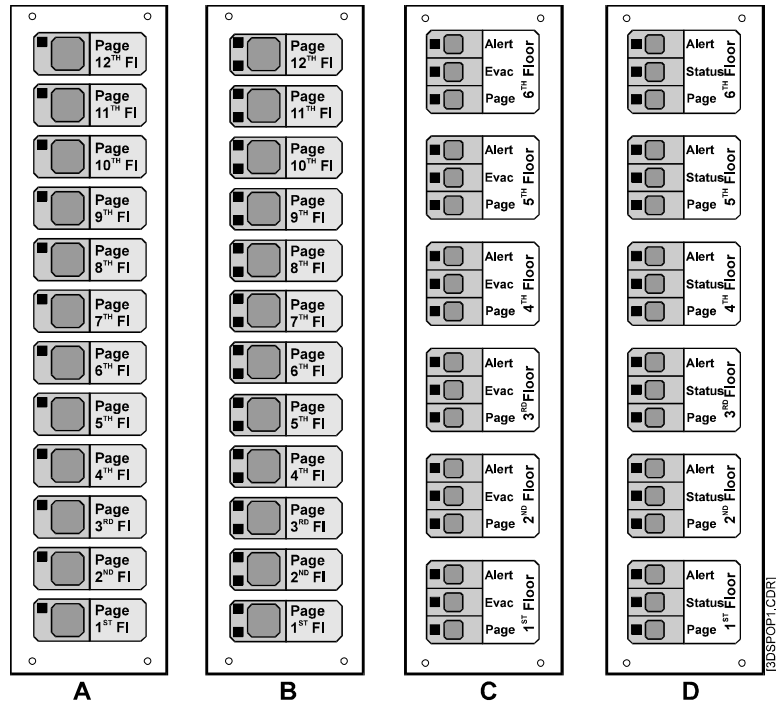 Page
12TH Fl
Page
11TH Fl
Page
10TH Fl
Page
9TH Fl
Page
8TH Fl
Page
7TH Fl
Page
6TH Fl
Page
5TH Fl
Page
4TH Fl
Page
3RD Fl
Page
2ND Fl
Page
1ST Fl
A
Page
12TH Fl
Page
11TH Fl
Page
10TH Fl
Page
9TH Fl
Page
8TH Fl
Page
7TH Fl
Page
6TH Fl
Page
5TH Fl
Page
4TH Fl
Page
3RD Fl
Page
2ND Fl
Page
1ST Fl
B
Alert
Evac
Page
6TH Floor
Alert
Evac
Page
5TH Floor
Alert
Evac
Page
4TH Floor
Alert
Evac
Page
3RD Floor
Alert
Evac
Page
2ND Floor
Alert
Evac
Page
1ST Floor
C
Alert
Status
Page
6TH Floor
Alert
Status
Page
5TH Floor
Alert
Status
Page
4TH Floor
Alert
Status
Page
3RD Floor
Alert
Status
Page
2ND Floor
Alert
Status
Page
1ST Floor
D
[3DSPOP1.CDR]